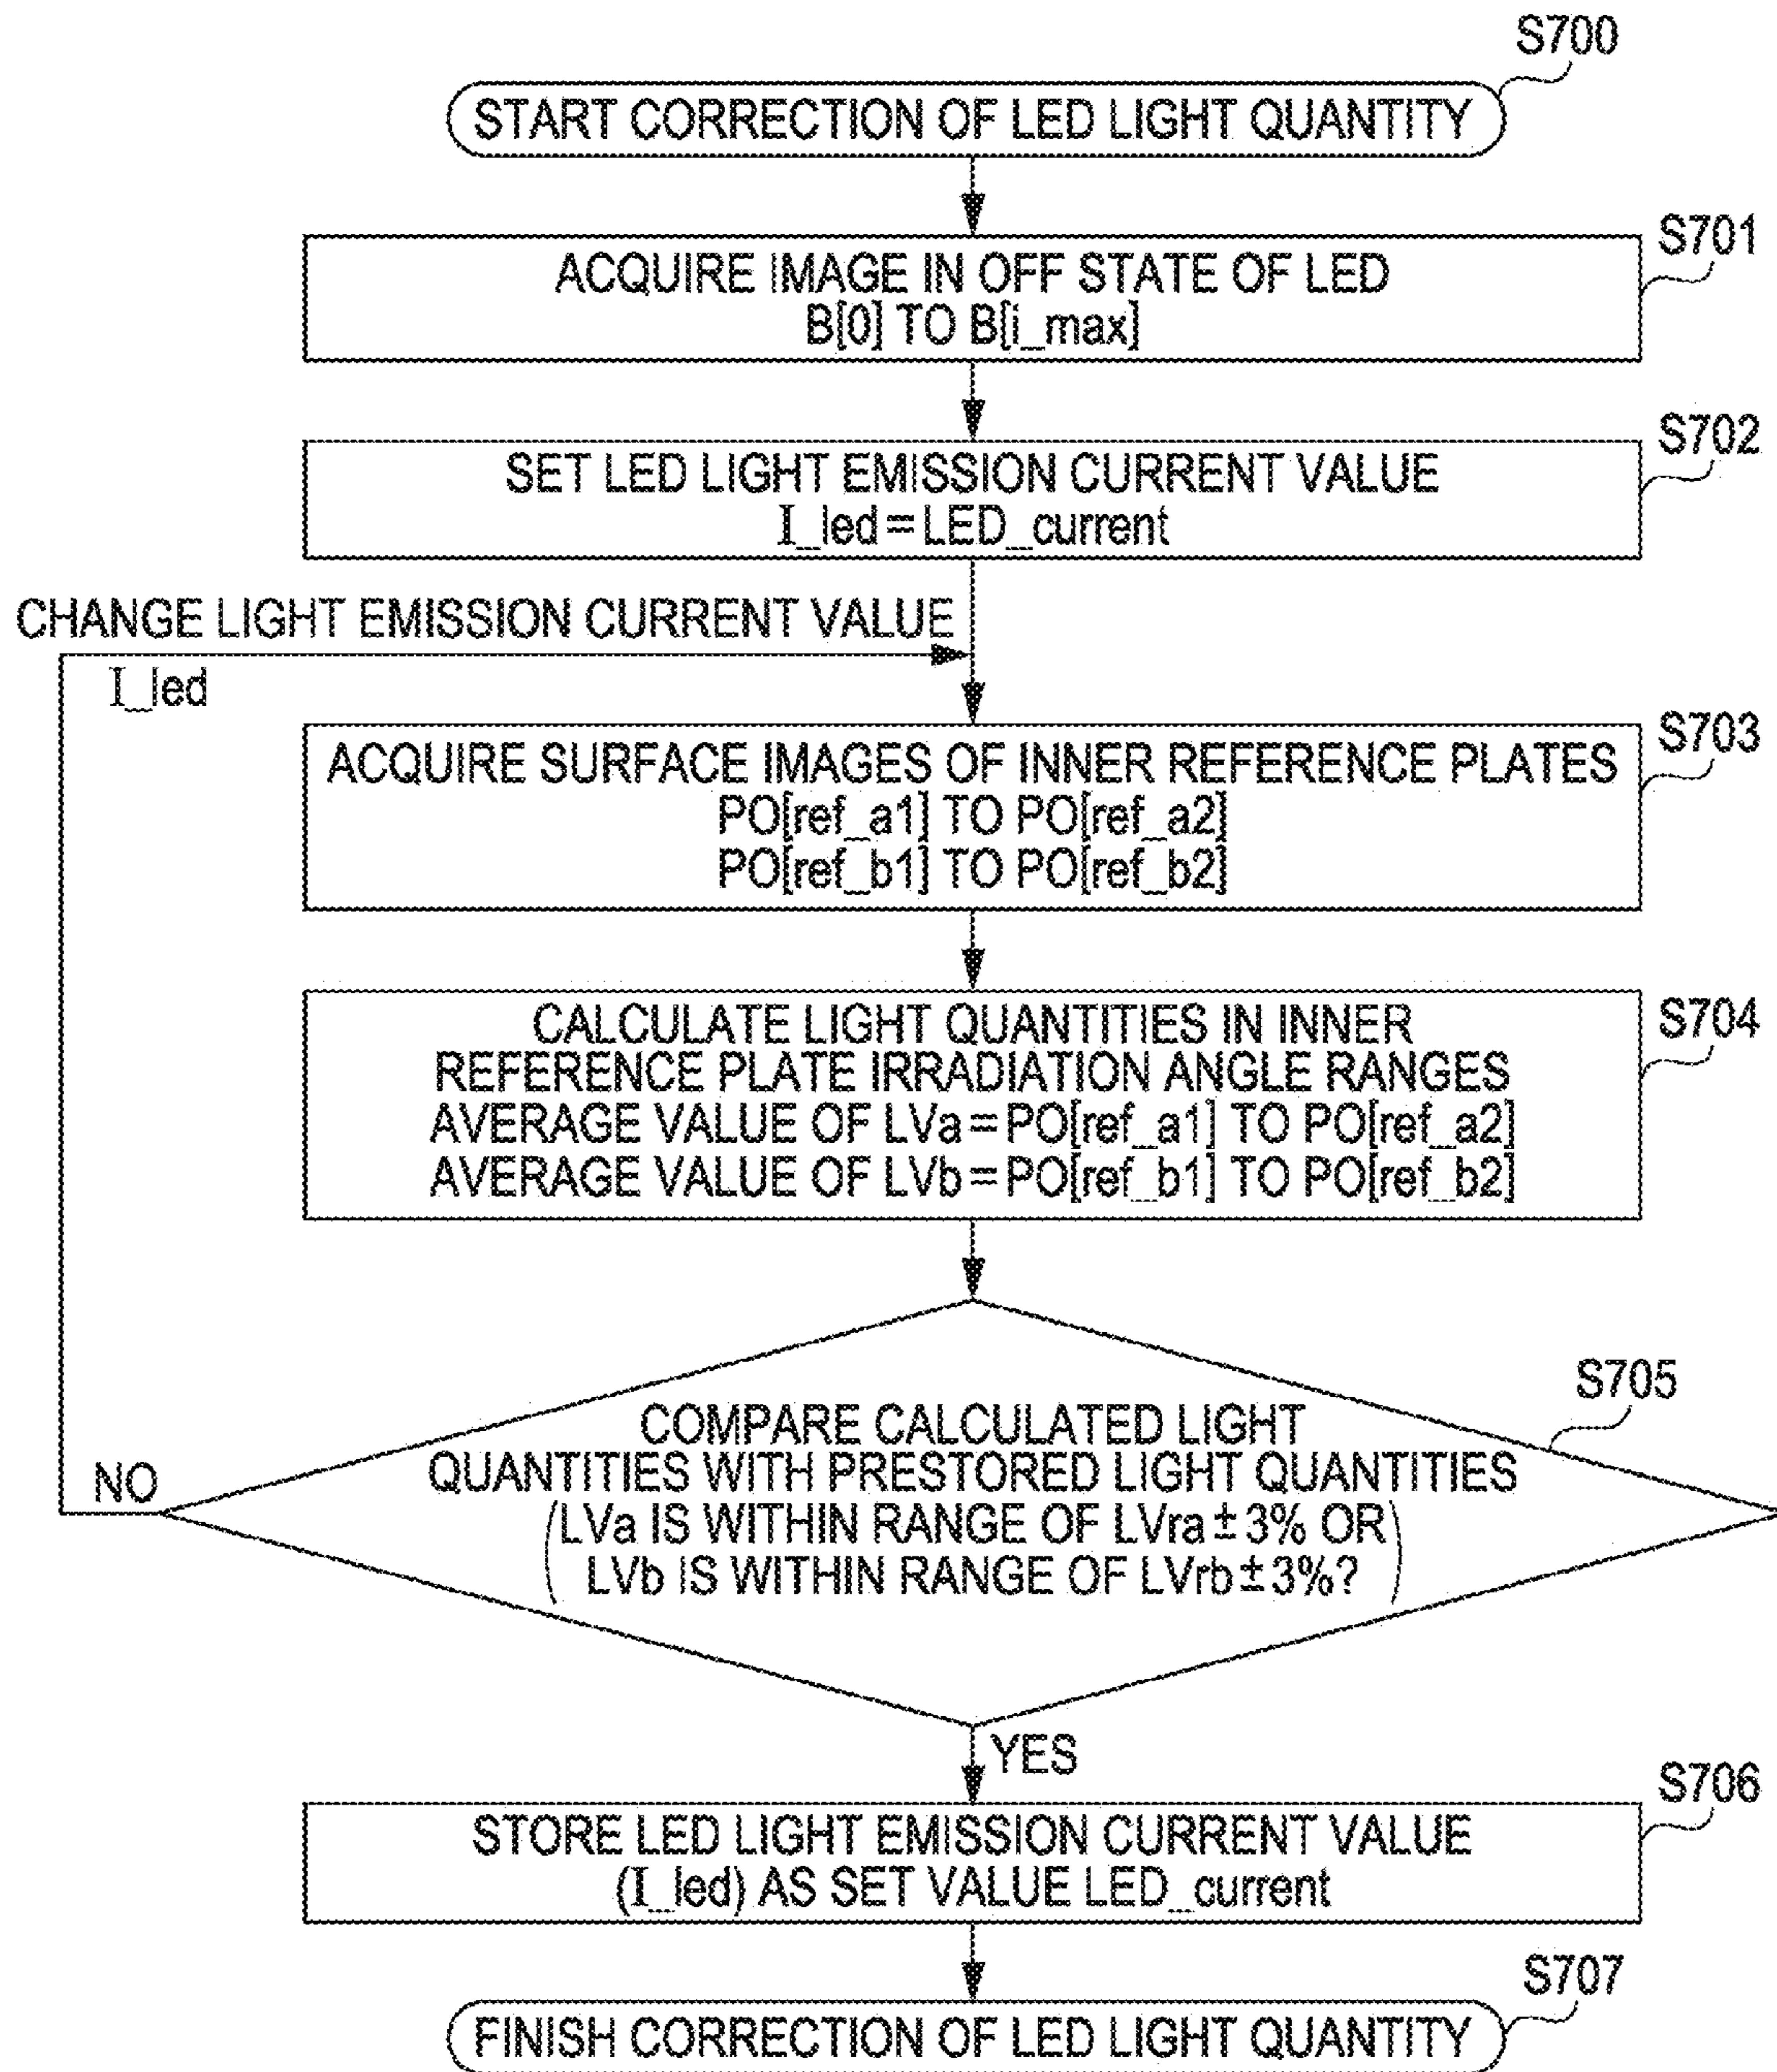 S700
START CORRECTION OF LED LIGHT QUANTITY
S701
ACQUIRE IMAGE IN OFF STATE OF LED
B[0] TO B[i_max]
S702
SET LED LIGHT EMISSION CURRENT VALUE
I_led=LED_current
CHANGE LIGHT EMISSION CURRENT VALUE
I_led
S703
ACQUIRE SURFACE IMAGES OF INNER REFERENCE PLATES
PO[ref_a1] TO PO[ref_a2]
PO[ref_b1] TO PO[ref_b2]
S704
CALCULATE LIGHT QUANTITIES IN INNER
REFERENCE PLATE IRRADIATION ANGLE RANGES
AVERAGE VALUE OF LVa=PO[ref_a1] TO PO[ref_a2]
AVERAGE VALUE OF LVb=PO[ref_b1] TO PO[ref_b2]
S705
COMPARE CALCULATED LIGHT
QUANTITIES WITH PRESTORED LIGHT QUANTITIES
(LVa IS WITHIN RANGE OF LVra±3% OR
LVb IS WITHIN RANGE OF LVrb±3%?)
NO
YES
S706
STORE LED LIGHT EMISSION CURRENT VALUE
(I_led) AS SET VALUE LED_current
S707
FINISH CORRECTION OF LED LIGHT QUANTITY